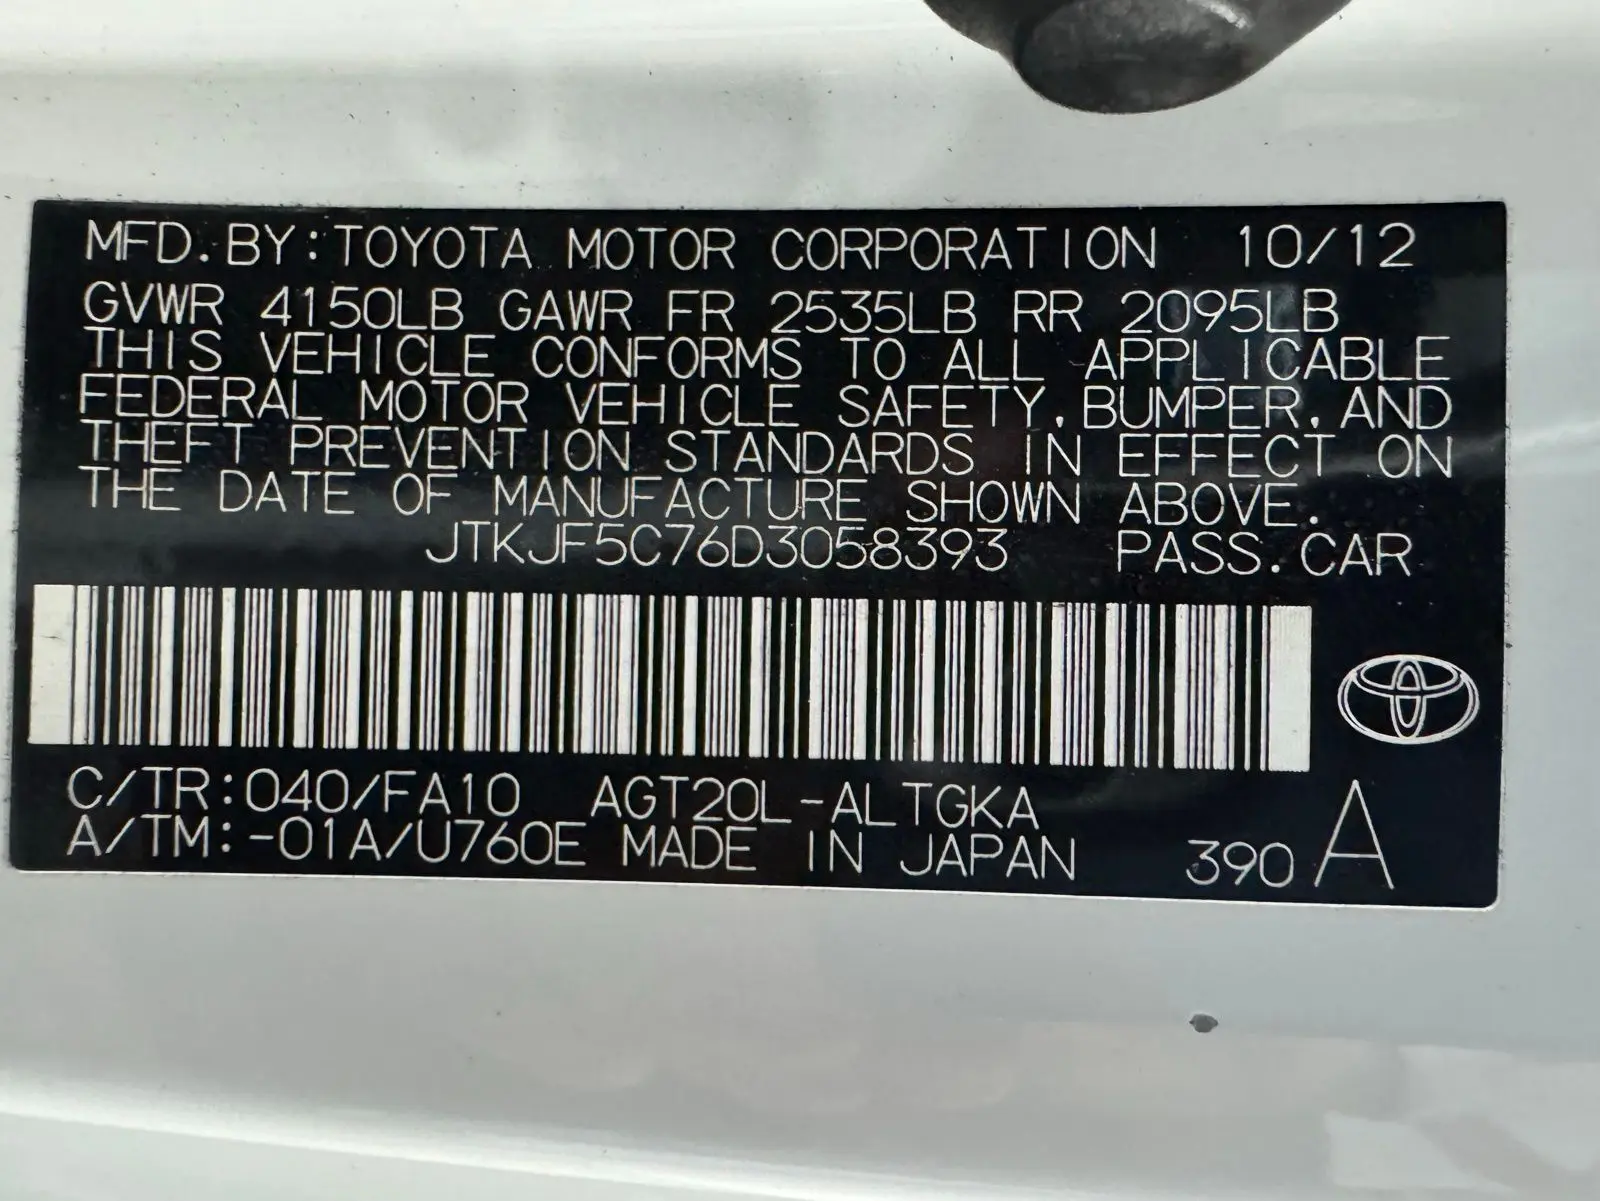 MFD. BY:TOYOTA MOTOR CORPORATION 10/12
GVWR 4150LB GAWR FR 2535LB RR 2095LB
THIS VEHICLE CONFORMS TO ALL APPLICABLE
FEDERAL MOTOR VEHICLE SAFETY, BUMPER, AND
THEFT PREVENTION STANDARDS IN EFFECT ON
THE DATE OF MANUFACTURE SHOWN ABOVE.
JTKJF5C76D3058393 PASS. CAR
C/TR:040/FA10 AGT20L-ALTGKA
A/TM:-01A/U760E MADE IN JAPAN 390 A